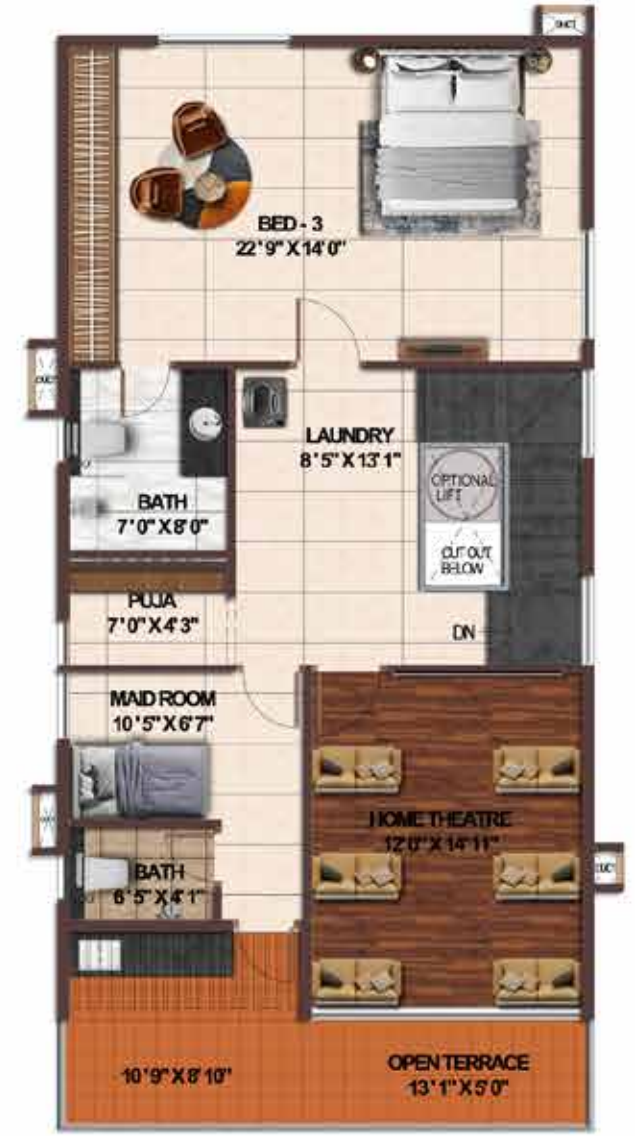 DUCT
BED - 3
22'9" X 14'0"
DUCT
LAUNDRY
8'5" X 13'1"
OPTIONAL
LIFT
CUT OUT
BELOW
BATH
7'0" X 8'0"
PUJA
7'0" X 4'3"
DN
MAID ROOM
10'5" X 6'7"
HOME THEATRE
12'0" X 14'11"
BATH
6'5" X 4'1"
DUCT
10'9" X 8'10"
OPEN TERRACE
13'1" X 5'0"